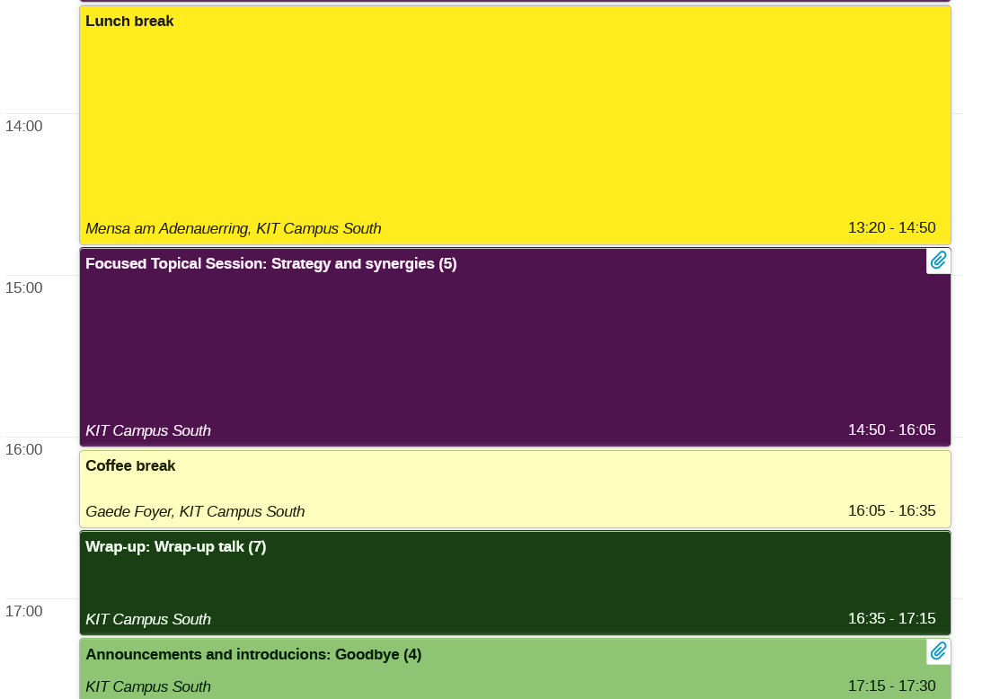 Lunch break
14:00
Mensa am Adenauerring, KIT Campus South 13:20 - 14:50
Focused Topical Session: Strategy and synergies (5)
15:00
KIT Campus South 14:50 - 16:05
16:00
Coffee break
Gaede Foyer, KIT Campus South 16:05 - 16:35
Wrap-up: Wrap-up talk (7)
17:00
KIT Campus South 16:35 - 17:15
Announcements and introducions: Goodbye (4)
KIT Campus South 17:15 - 17:30